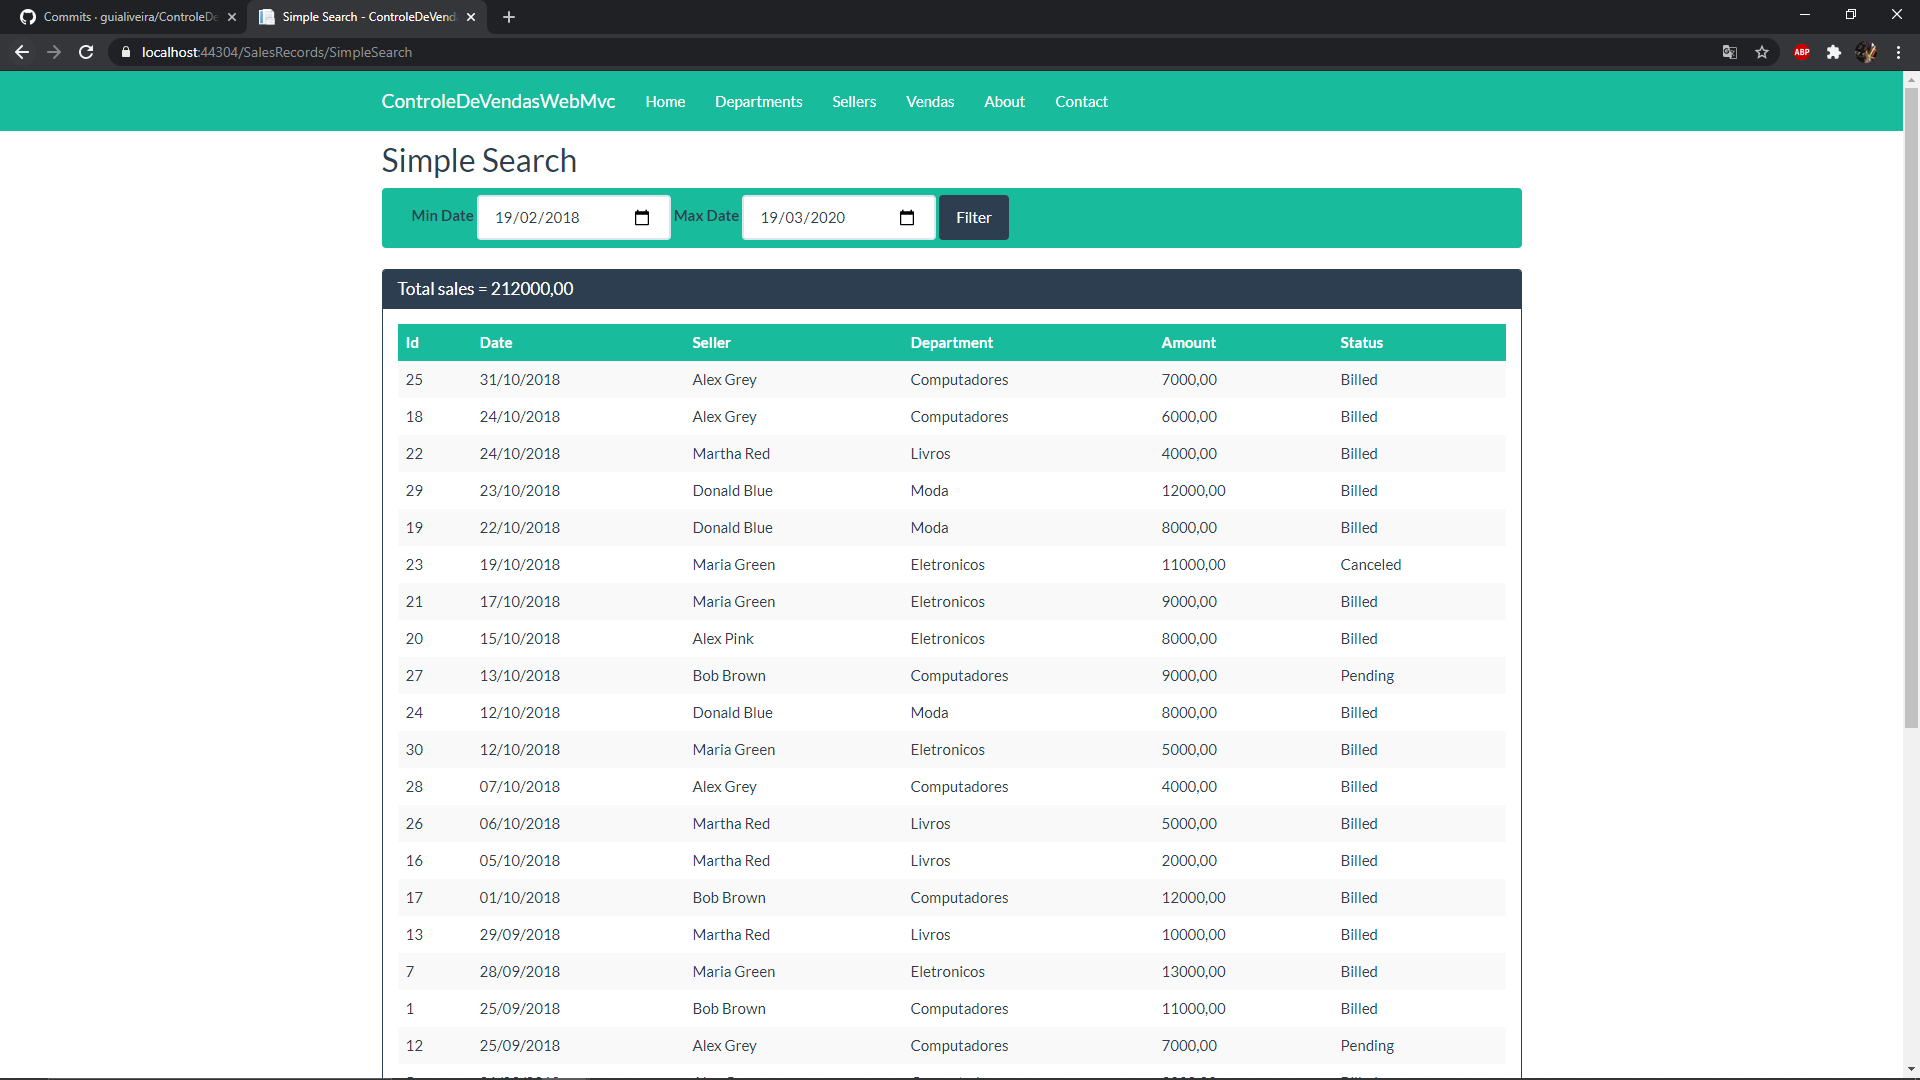 Commits · guialiveira/ControleDe
Simple Search - ControleDeVend
localhost:44304/SalesRecords/SimpleSearch
ABP
ControleDeVendasWebMvc Home Departments Sellers Vendas About Contact
Simple Search
Min Date 19/02/2018 Max Date 19/03/2020 Filter
Total sales = 212000,00
Id Date Seller Department Amount Status
25 31/10/2018 Alex Grey Computadores 7000,00 Billed
18 24/10/2018 Alex Grey Computadores 6000,00 Billed
22 24/10/2018 Martha Red Livros 4000,00 Billed
29 23/10/2018 Donald Blue Moda 12000,00 Billed
19 22/10/2018 Donald Blue Moda 8000,00 Billed
23 19/10/2018 Maria Green Eletronicos 11000,00 Canceled
21 17/10/2018 Maria Green Eletronicos 9000,00 Billed
20 15/10/2018 Alex Pink Eletronicos 8000,00 Billed
27 13/10/2018 Bob Brown Computadores 9000,00 Pending
24 12/10/2018 Donald Blue Moda 8000,00 Billed
30 12/10/2018 Maria Green Eletronicos 5000,00 Billed
28 07/10/2018 Alex Grey Computadores 4000,00 Billed
26 06/10/2018 Martha Red Livros 5000,00 Billed
16 05/10/2018 Martha Red Livros 2000,00 Billed
17 01/10/2018 Bob Brown Computadores 12000,00 Billed
13 29/09/2018 Martha Red Livros 10000,00 Billed
7 28/09/2018 Maria Green Eletronicos 13000,00 Billed
1 25/09/2018 Bob Brown Computadores 11000,00 Billed
12 25/09/2018 Alex Grey Computadores 7000,00 Pending